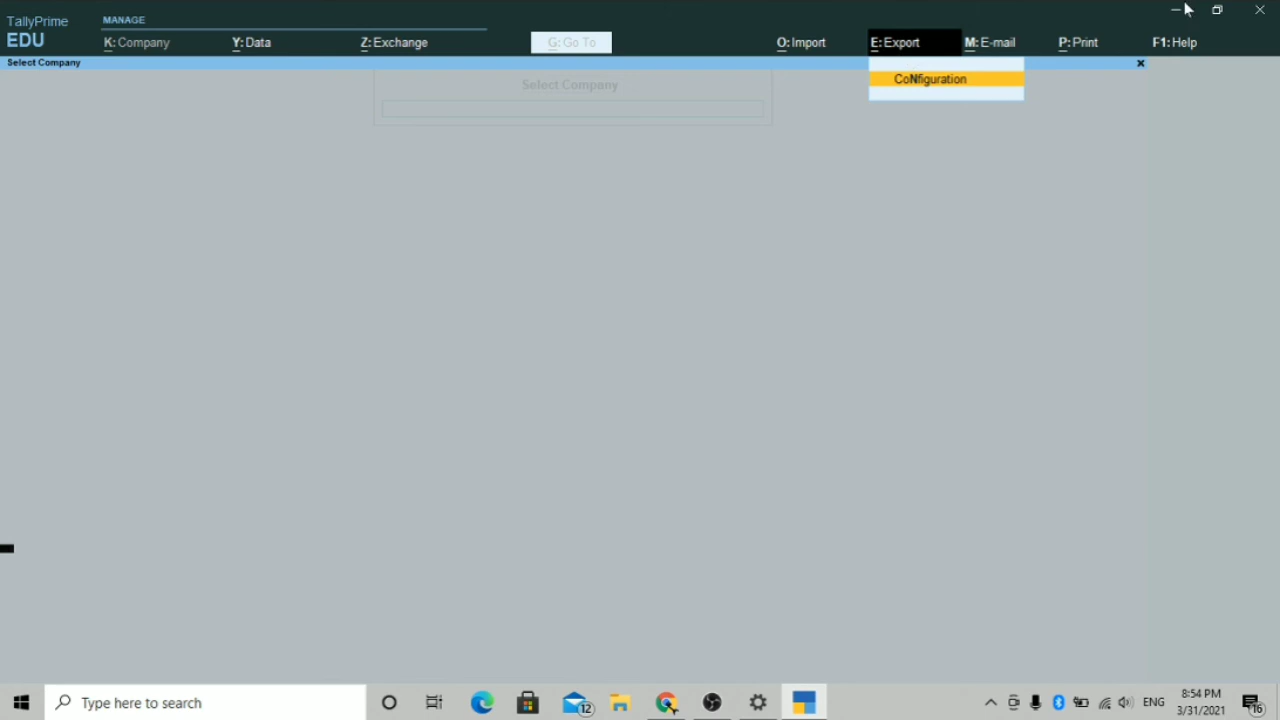 TallyPrime
EDU
MANAGE
K: Company
Y: Data
Z: Exchange
G: Go To
O: Import
E: Export
M: E-mail
P: Print
F1: Help
Select Company
Configuration
Select Company
Type here to search
12
ENG
8:54 PM
3/31/2021
16